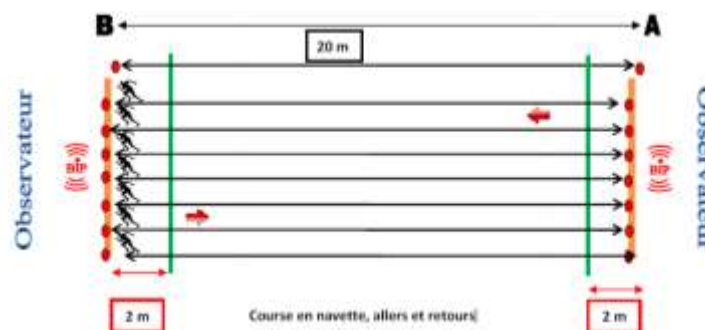 B A
20 m
Observateur
BIP
BIP
Observateur
2 m
Course en navette, allers et retours
2 m